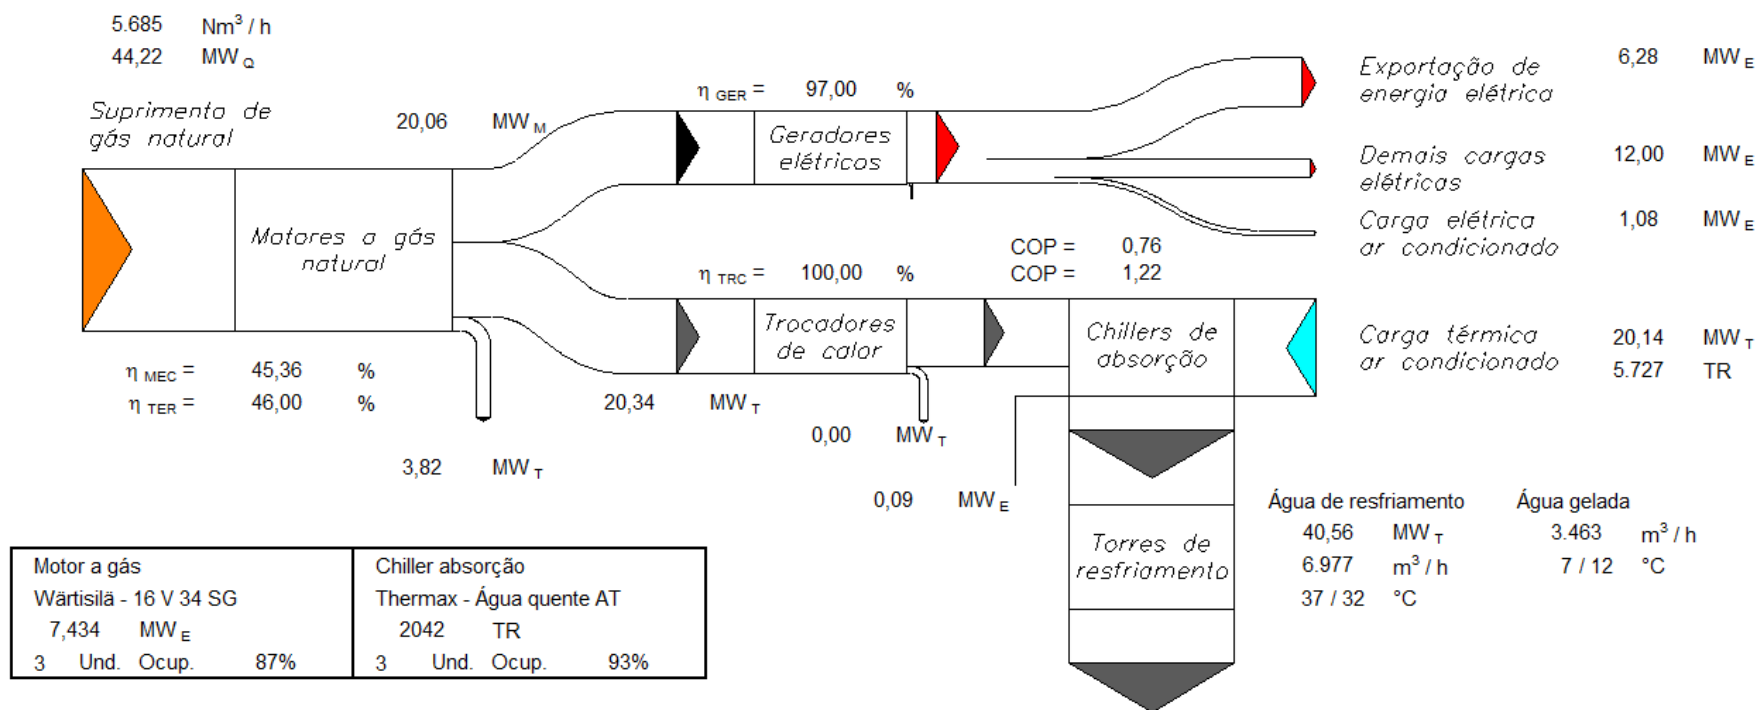 5.685 Nm³ / h
44,22 MW Q
Suprimento de
gás natural
20,06 MW M
η GER = 97,00 %
Geradores
elétricos
Exportação de
energia elétrica
6,28 MW E
Demais cargas
elétricas
12,00 MW E
Carga elétrica
ar condicionado
1,08 MW E
Motores a gás
natural
COP = 0,76
COP = 1,22
η TRC = 100,00 %
Trocadores
de calor
Chillers de
absorção
Carga térmica
ar condicionado
20,14 MW T
5.727 TR
η MEC = 45,36 %
η TER = 46,00 %
20,34 MW T
0,00 MW T
3,82 MW T
0,09 MW E
Torres de
resfriamento
Água de resfriamento
40,56 MW T
6.977 m³ / h
37 / 32 °C
Água gelada
3.463 m³ / h
7 / 12 °C
Motor a gás
Wärtisilä - 16 V 34 SG
7,434 MW E
3 Und. Ocup. 87%
Chiller absorção
Thermax - Água quente AT
2042 TR
3 Und. Ocup. 93%